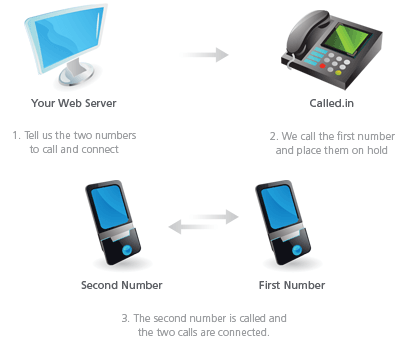 Your Web Server
Called.in
1. Tell us the two numbers
to call and connect
2. We call the first number
and place them on hold
Second Number
First Number
3. The second number is called and
the two calls are connected.